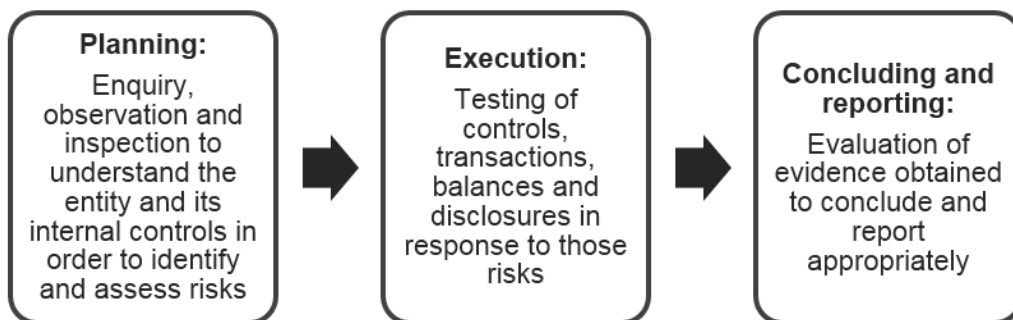 Planning:
Enquiry,
observation and
inspection to
understand the
entity and its
internal controls in
order to identify
and assess risks
Execution:
Testing of
controls,
transactions,
balances and
disclosures in
response to those
risks
Concluding and
reporting:
Evaluation of
evidence obtained
to conclude and
report
appropriately